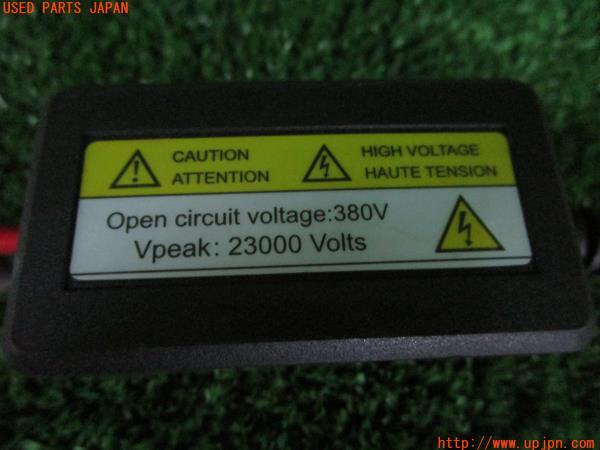 USED PARTS JAPAN
CAUTION
ATTENTION
HIGH VOLTAGE
HAUTE TENSION
Open circuit voltage:380V
Vpeak: 23000 Volts
http://www.upjpn.com/